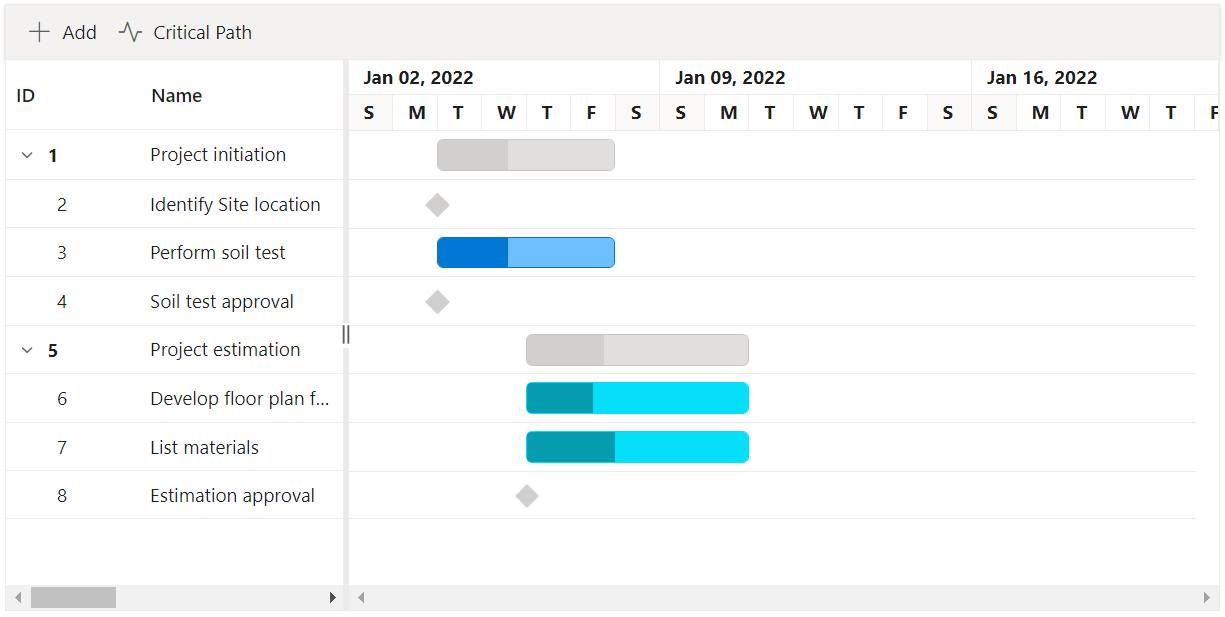 Add Critical Path
ID Name
Jan 02, 2022 Jan 09, 2022 Jan 16, 2022
S M T W T F S S M T W T F S S M T W T F
1 Project initiation
2 Identify Site location
3 Perform soil test
4 Soil test approval
5 Project estimation
6 Develop floor plan f...
7 List materials
8 Estimation approval